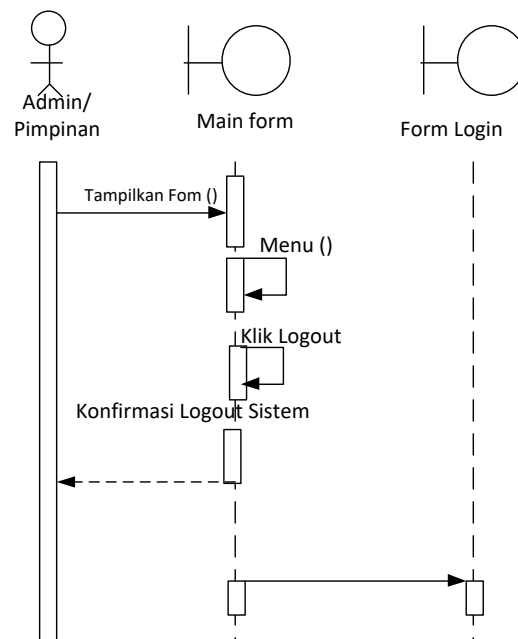 Admin/
Pimpinan
Main form
Form Login
Tampilkan Fom ()
Menu ()
Klik Logout
Konfirmasi Logout Sistem